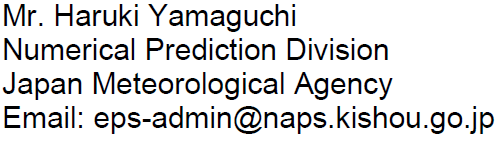 Mr. Haruki Yamaguchi
Numerical Prediction Division
Japan Meteorological Agency
Email: eps-admin@naps.kishou.go.jp